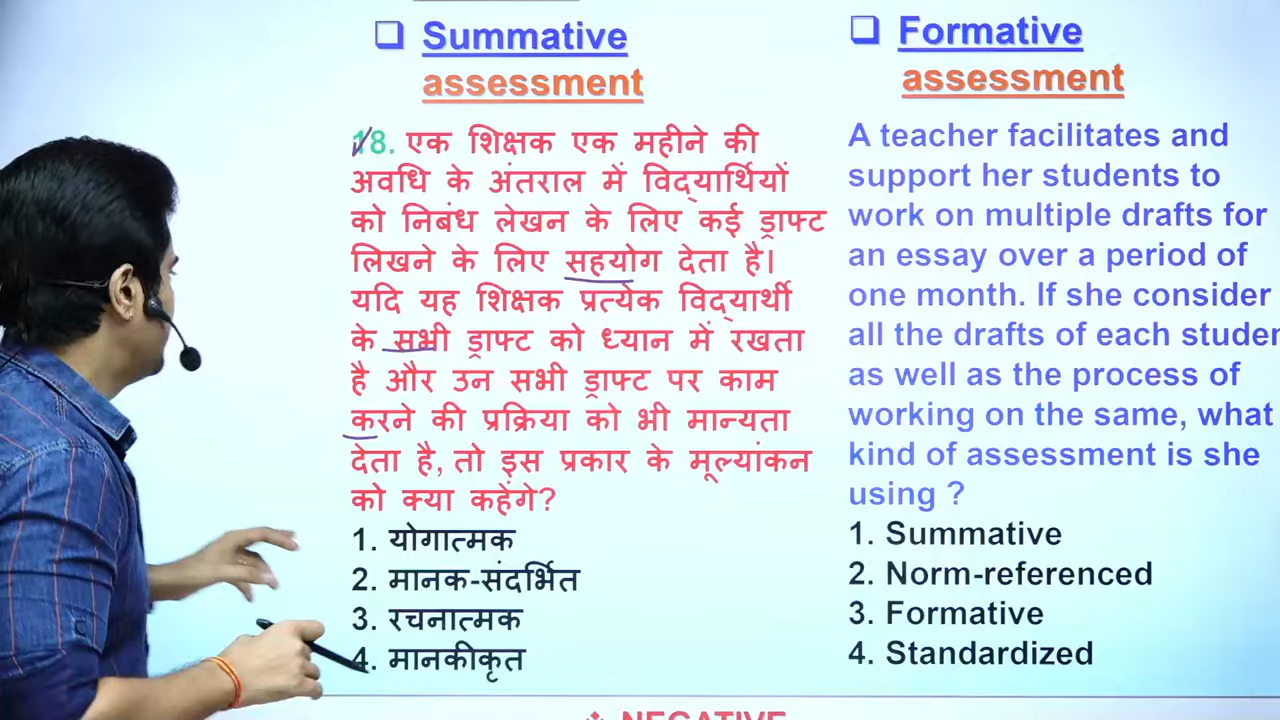 Summative
assessment
18. एक शिक्षक एक महीने की
अवधि के अंतराल में विद्यार्थियों
को निबंध लेखन के लिए कई ड्राफ्ट
लिखने के लिए सहयोग देता है।
यदि यह शिक्षक प्रत्येक विद्यार्थी
के सभी ड्राफ्ट को ध्यान में रखता
है और उन सभी ड्राफ्ट पर काम
करने की प्रक्रिया को भी मान्यता
देता है, तो इस प्रकार के मूल्यांकन
को क्या कहेंगे?
1. योगात्मक
2. मानक-संदर्भित
3. रचनात्मक
4. मानकीकृत
Formative
assessment
A teacher facilitates and
support her students to
work on multiple drafts for
an essay over a period of
one month. If she consider
all the drafts of each studen
as well as the process of
working on the same, what
kind of assessment is she
using ?
1. Summative
2. Norm-referenced
3. Formative
4. Standardized
NEGATIVE